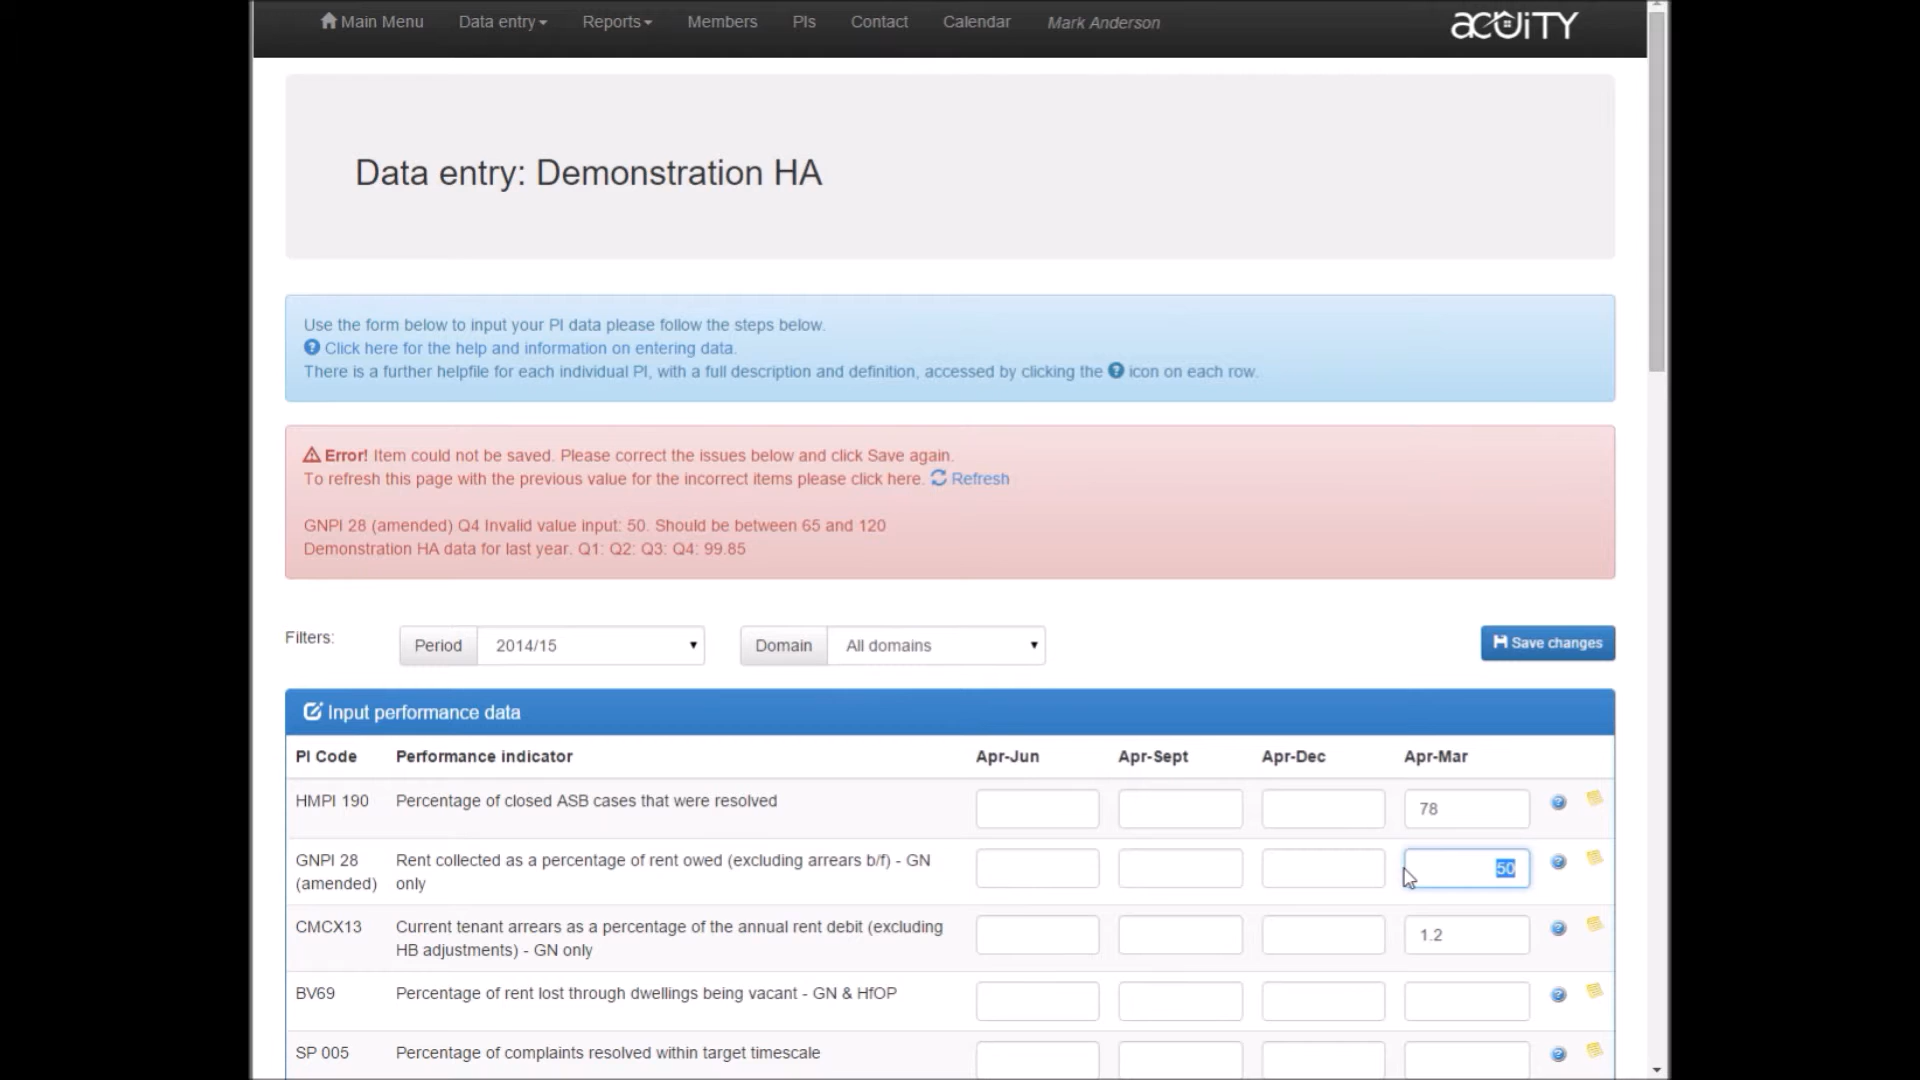 Main Menu Data entry Reports Members PIs Contact Calendar Mark Anderson acUiTY
Data entry: Demonstration HA
Use the form below to input your PI data please follow the steps below.
Click here for the help and information on entering data.
There is a further helpfile for each individual PI, with a full description and definition, accessed by clicking the ? icon on each row.
Error! Item could not be saved. Please correct the issues below and click Save again.
To refresh this page with the previous value for the incorrect items please click here. Refresh
GNPI 28 (amended) Q4 Invalid value input: 50. Should be between 65 and 120
Demonstration HA data for last year. Q1: Q2: Q3: Q4: 99.85
Filters: Period 2014/15 Domain All domains Save changes
Input performance data
PI Code Performance indicator Apr-Jun Apr-Sept Apr-Dec Apr-Mar
HMPI 190 Percentage of closed ASB cases that were resolved 78
GNPI 28 Rent collected as a percentage of rent owed (excluding arrears b/f) - GN 50
(amended) only
CMCX13 Current tenant arrears as a percentage of the annual rent debit (excluding 1.2
HB adjustments) - GN only
BV69 Percentage of rent lost through dwellings being vacant - GN & HfOP
SP 005 Percentage of complaints resolved within target timescale